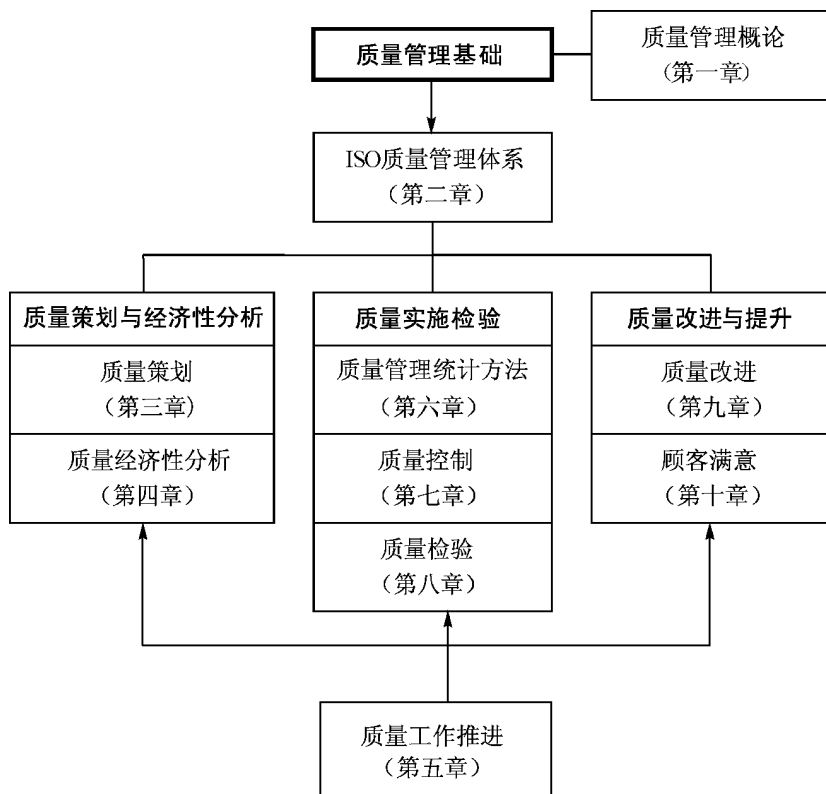 质量管理基础
质量管理概论
(第一章)
ISO质量管理体系
（第二章）
质量策划与经济性分析
质量策划
（第三章)
质量经济性分析
（第四章）
质量实施检验
质量管理统计方法
（第六章）
质量控制
（第七章）
质量检验
（第八章）
质量改进与提升
质量改进
（第九章）
顾客满意
（第十章）
质量工作推进
（第五章）